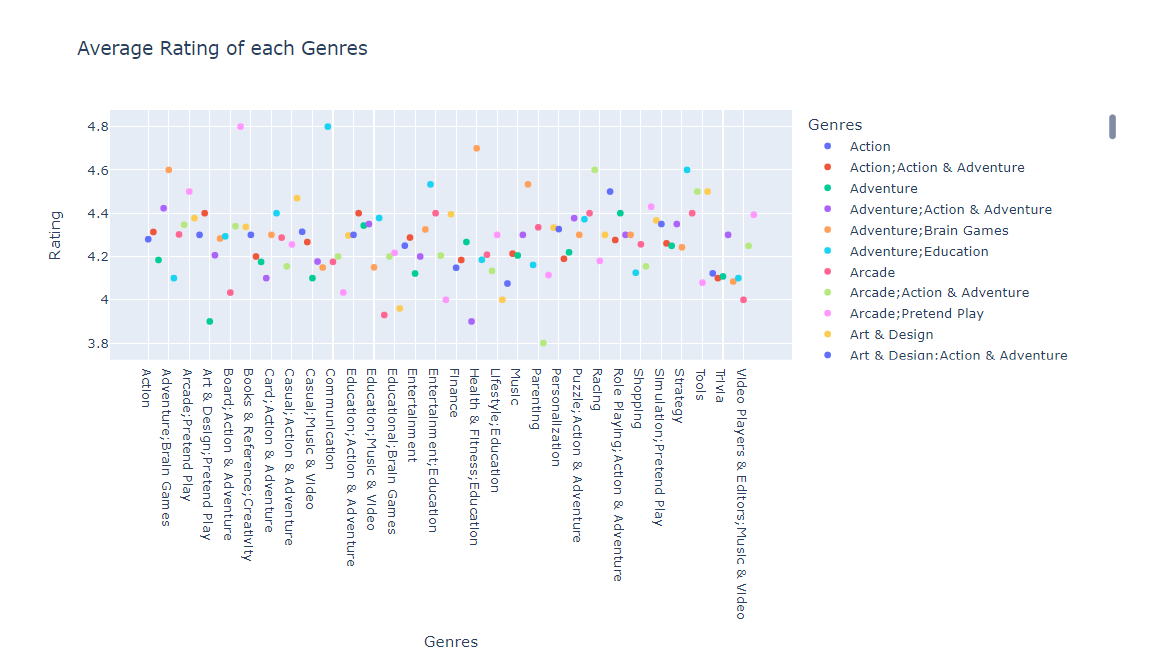 Average Rating of each Genres
Rating
4.8
4.6
4.4
4.2
4
3.8
Action
Adventure;Brain Games
Arcade;Pretend Play
Art & Design;Pretend Play
Board;Action & Adventure
Books & Reference;Creativity
Card;Action & Adventure
Casual;Action & Adventure
Casual;Music & Video
Communication
Education;Action & Adventure
Education;Music & Video
Educational;Brain Games
Entertainment
Entertainment;Education
Finance
Health & Fitness;Education
Lifestyle;Education
Music
Parenting
Personalization
Puzzle;Action & Adventure
Racing
Role Playing;Action & Adventure
Shopping
Simulation;Pretend Play
Strategy
Tools
Trivia
Video Players & Editors;Music & Video
Genres
Genres
Action
Action;Action & Adventure
Adventure
Adventure;Action & Adventure
Adventure;Brain Games
Adventure;Education
Arcade
Arcade;Action & Adventure
Arcade;Pretend Play
Art & Design
Art & Design;Action & Adventure